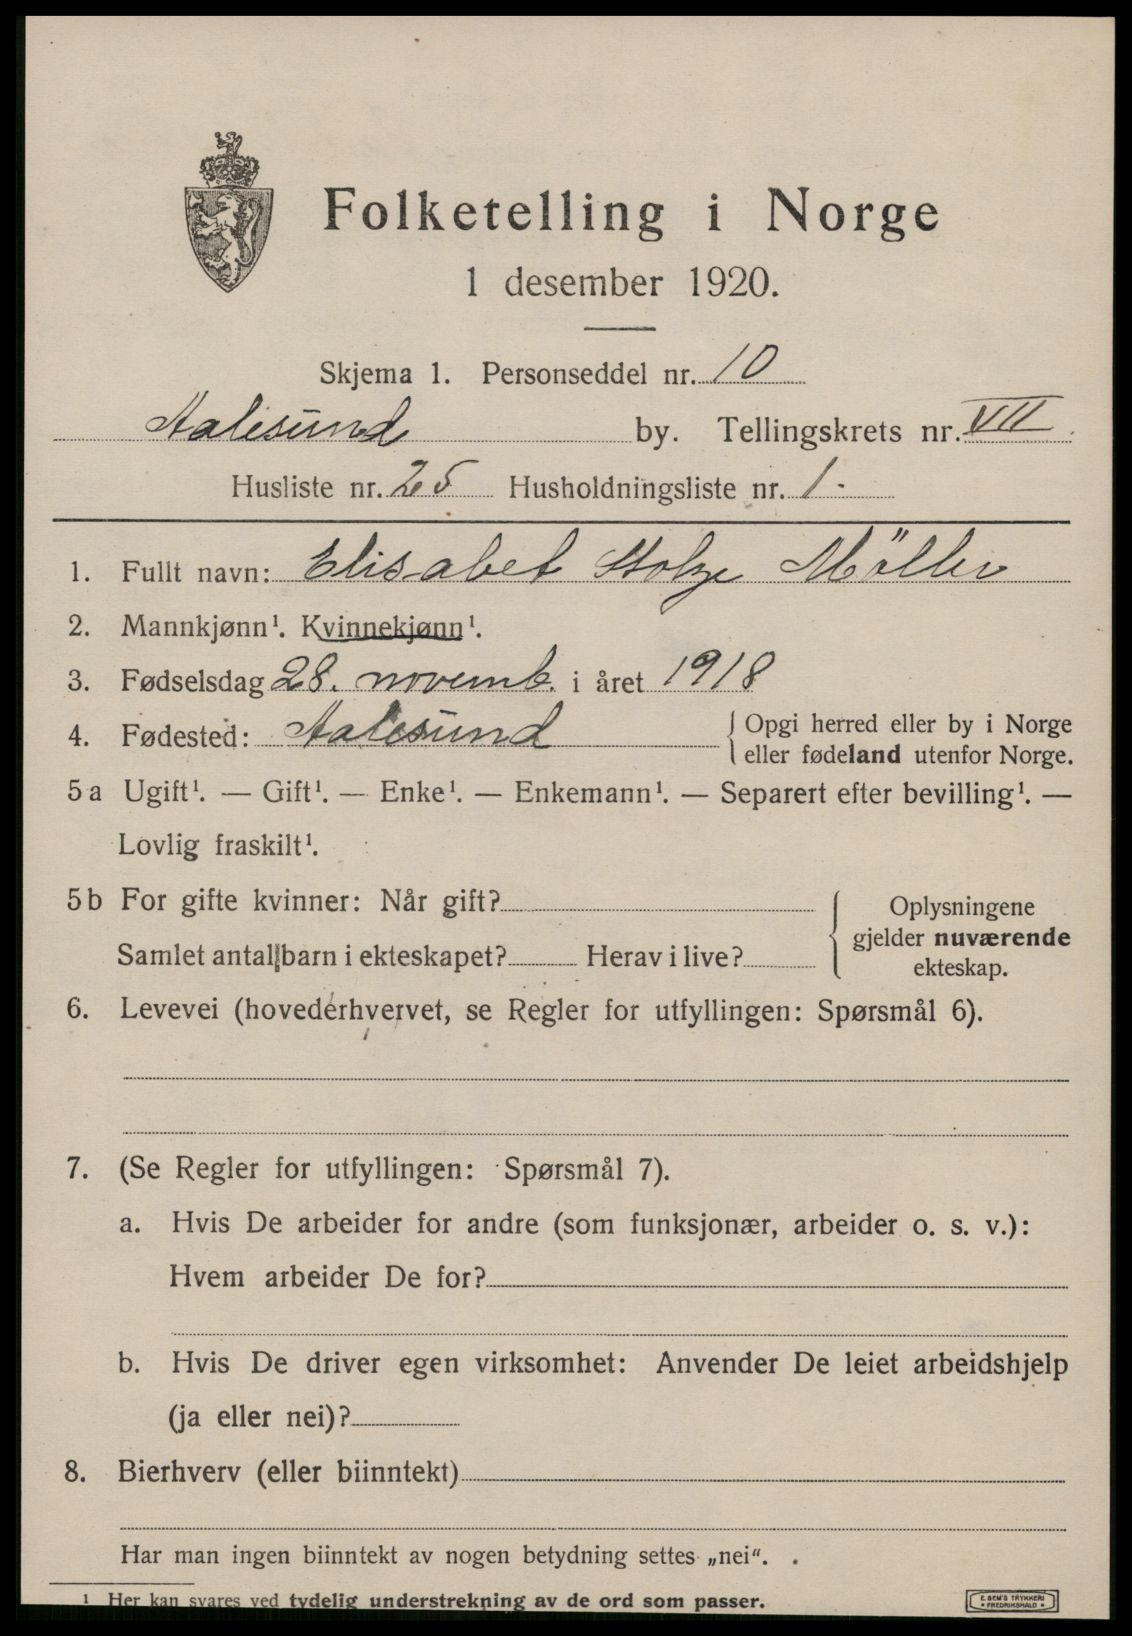 Folketelling i Norge
1 desember 1920.
Skjema 1. Personseddel nr. 10
Aalesund by. Tellingskrets nr. VII
Husliste nr. 25 Husholdningsliste nr. 1.
1. Fullt navn: Elisabet Stolze Möller
2. Mannkjønn¹. Kvinnekjønn¹.
3. Fødselsdag 28. novemb. i året 1918
4. Fødested: Aalesund { Opgi herred eller by i Norge
eller fødeland utenfor Norge.
5 a Ugift¹. — Gift¹. — Enke¹. — Enkemann¹. — Separert efter bevilling¹. —
Lovlig fraskilt¹.
5 b For gifte kvinner: Når gift? { Oplysningene
gjelder nuværende
Samlet antall barn i ekteskapet? Herav i live? ekteskap.
6. Levevei (hovederhvervet, se Regler for utfyllingen: Spørsmål 6).
7. (Se Regler for utfyllingen: Spørsmål 7).
a. Hvis De arbeider for andre (som funksjonær, arbeider o. s. v.):
Hvem arbeider De for?
b. Hvis De driver egen virksomhet: Anvender De leiet arbeidshjelp
(ja eller nei)?
8. Bierhverv (eller biinntekt)
Har man ingen biinntekt av nogen betydning settes „nei“.
¹ Her kan svares ved tydelig understrekning av de ord som passer.
E. SEM'S TRYKKERI
• FREDRIKSHALD •